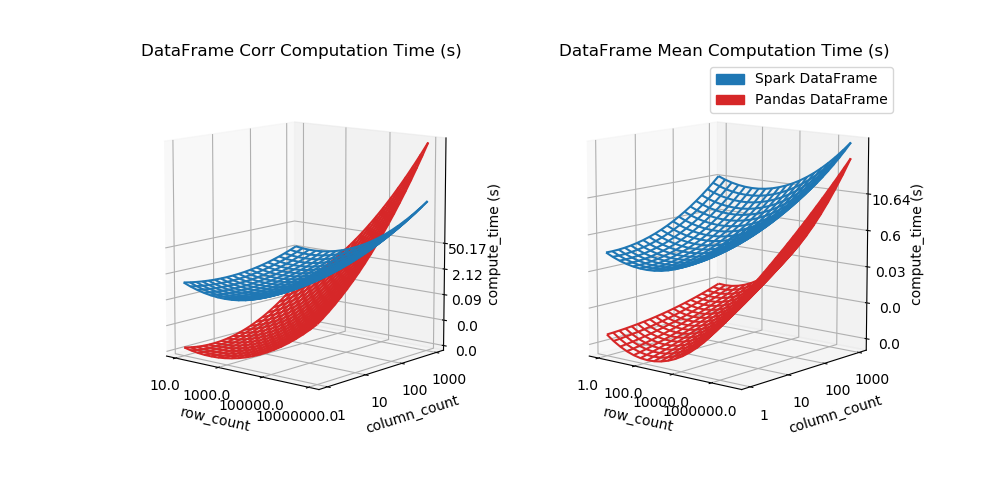 DataFrame Corr Computation Time (s)
50.17
2.12
0.09
0.0
0.0
compute_time (s)
10.0
1000.0
100000.0
10000000.0
row_count
1
10
100
1000
column_count
DataFrame Mean Computation Time (s)
Spark DataFrame
Pandas DataFrame
10.64
0.6
0.03
0.0
0.0
compute_time (s)
1.0
100.0
10000.0
1000000.0
row_count
1
10
100
1000
column_count